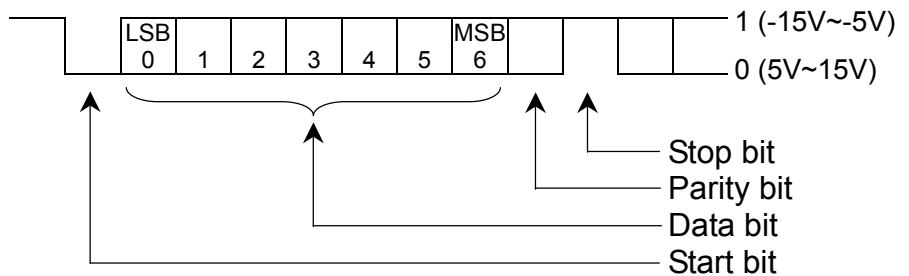 1 (-15V~-5V)
LSB MSB
0 1 2 3 4 5 6
0 (5V~15V)
Stop bit
Parity bit
Data bit
Start bit